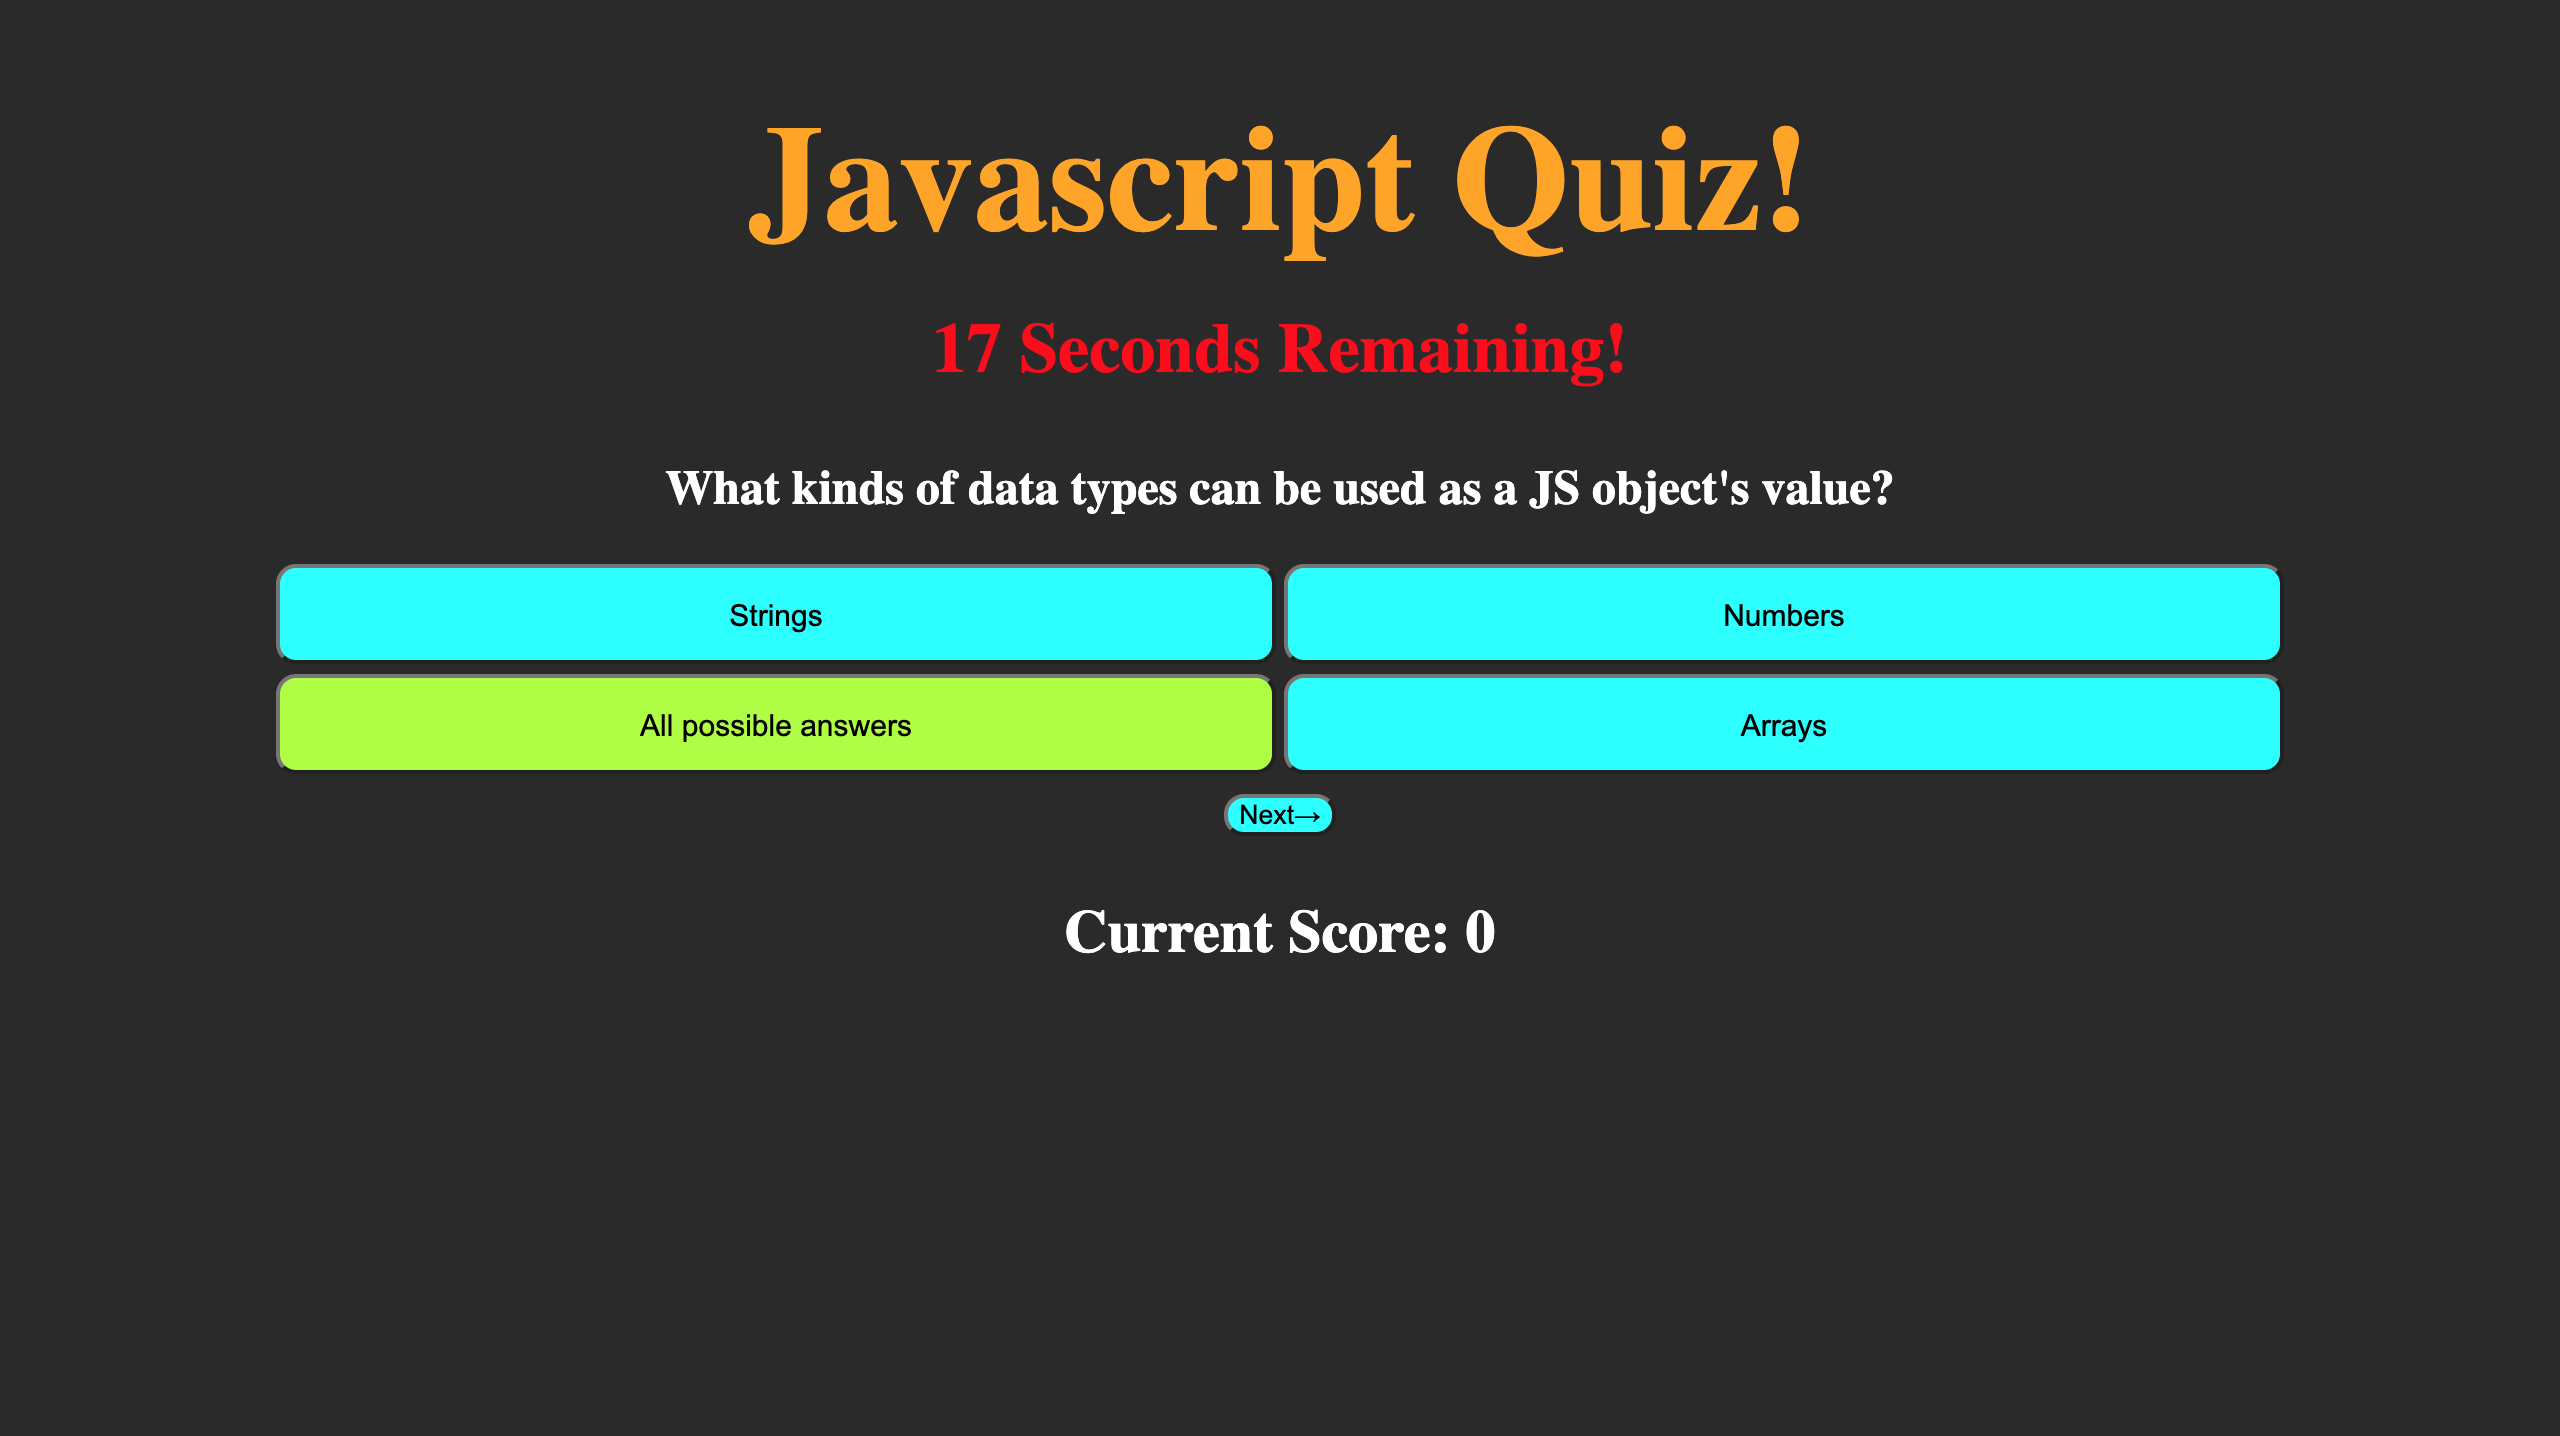 Javascript Quiz!
17 Seconds Remaining!
What kinds of data types can be used as a JS object's value?
Strings
Numbers
All possible answers
Arrays
Next→
Current Score: 0